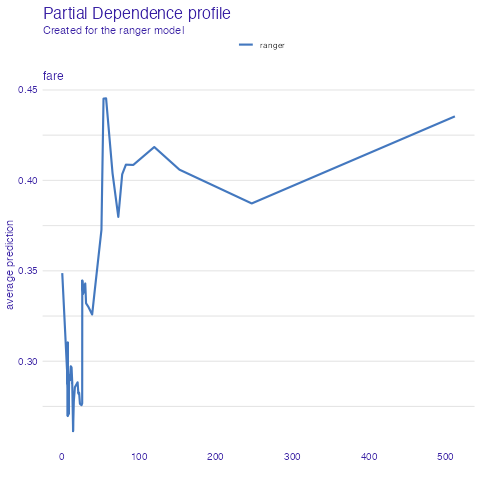 Partial Dependence profile
Created for the ranger model
ranger
fare
0.45
0.40
0.35
0.30
average prediction
0
100
200
300
400
500